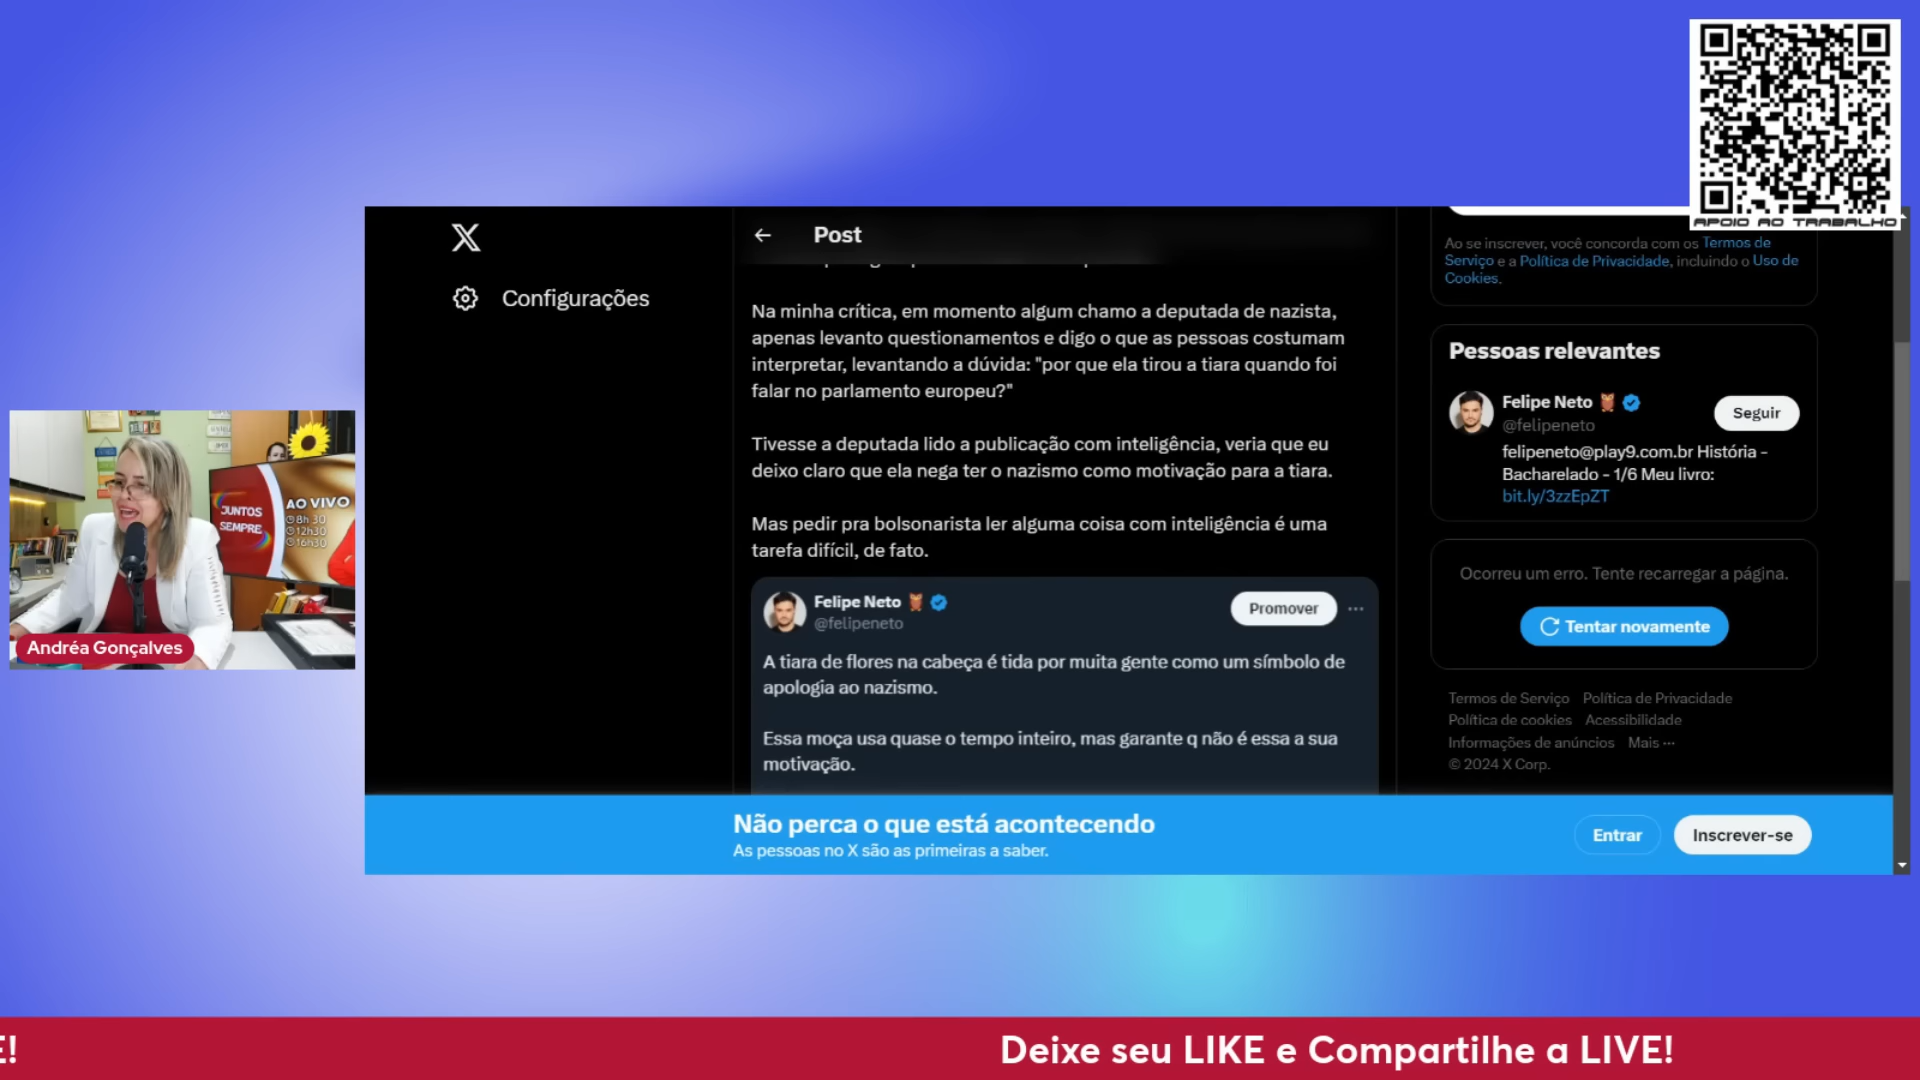 APOIO AO TRABALHO
Post
Configurações
Na minha crítica, em momento algum chamo a deputada de nazista,
apenas levanto questionamentos e digo o que as pessoas costumam
interpretar, levantando a dúvida: "por que ela tirou a tiara quando foi
falar no parlamento europeu?"
Tivesse a deputada lido a publicação com inteligência, veria que eu
deixo claro que ela nega ter o nazismo como motivação para a tiara.
Mas pedir pra bolsonarista ler alguma coisa com inteligência é uma
tarefa difícil, de fato.
Felipe Neto
@felipeneto
Promover
A tiara de flores na cabeça é tida por muita gente como um símbolo de
apologia ao nazismo.
Essa moça usa quase o tempo inteiro, mas garante q não é essa a sua
motivação.
Ao se inscrever, você concorda com os Termos de
Serviço e a Política de Privacidade, incluindo o Uso de
Cookies.
Pessoas relevantes
Felipe Neto
@felipeneto
Seguir
felipeneto@play9.com.br História -
Bacharelado - 1/6 Meu livro:
bit.ly/3zzEpZT
Ocorreu um erro. Tente recarregar a página.
Tentar novamente
Termos de Serviço Política de Privacidade
Política de cookies Acessibilidade
Informações de anúncios Mais ···
© 2024 X Corp.
Não perca o que está acontecendo
As pessoas no X são as primeiras a saber.
Entrar
Inscrever-se
JUNTOS
SEMPRE
AO VIVO
8h 30
12h30
16h30
Andréa Gonçalves
E!
Deixe seu LIKE e Compartilhe a LIVE!